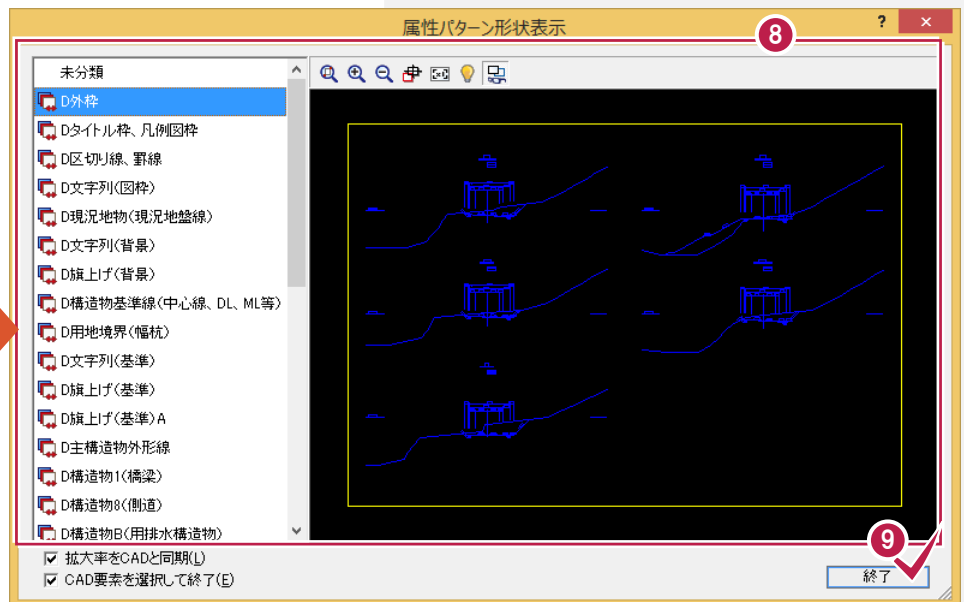 属性パターン形状表示
?
×
8
未分類
D外枠
Dタイトル枠、凡例図枠
D区切り線、罫線
D文字列(図枠)
D現況地物(現況地盤線)
D文字列(背景)
D旗上げ(背景)
D構造物基準線(中心線、DL、ML等)
D用地境界(幅杭)
D文字列(基準)
D旗上げ(基準)
D旗上げ(基準)A
D主構造物外形線
D構造物1(橋梁)
D構造物8(側道)
D構造物B(用排水構造物)
拡大率をCADと同期(L)
CAD要素を選択して終了(E)
9
終了